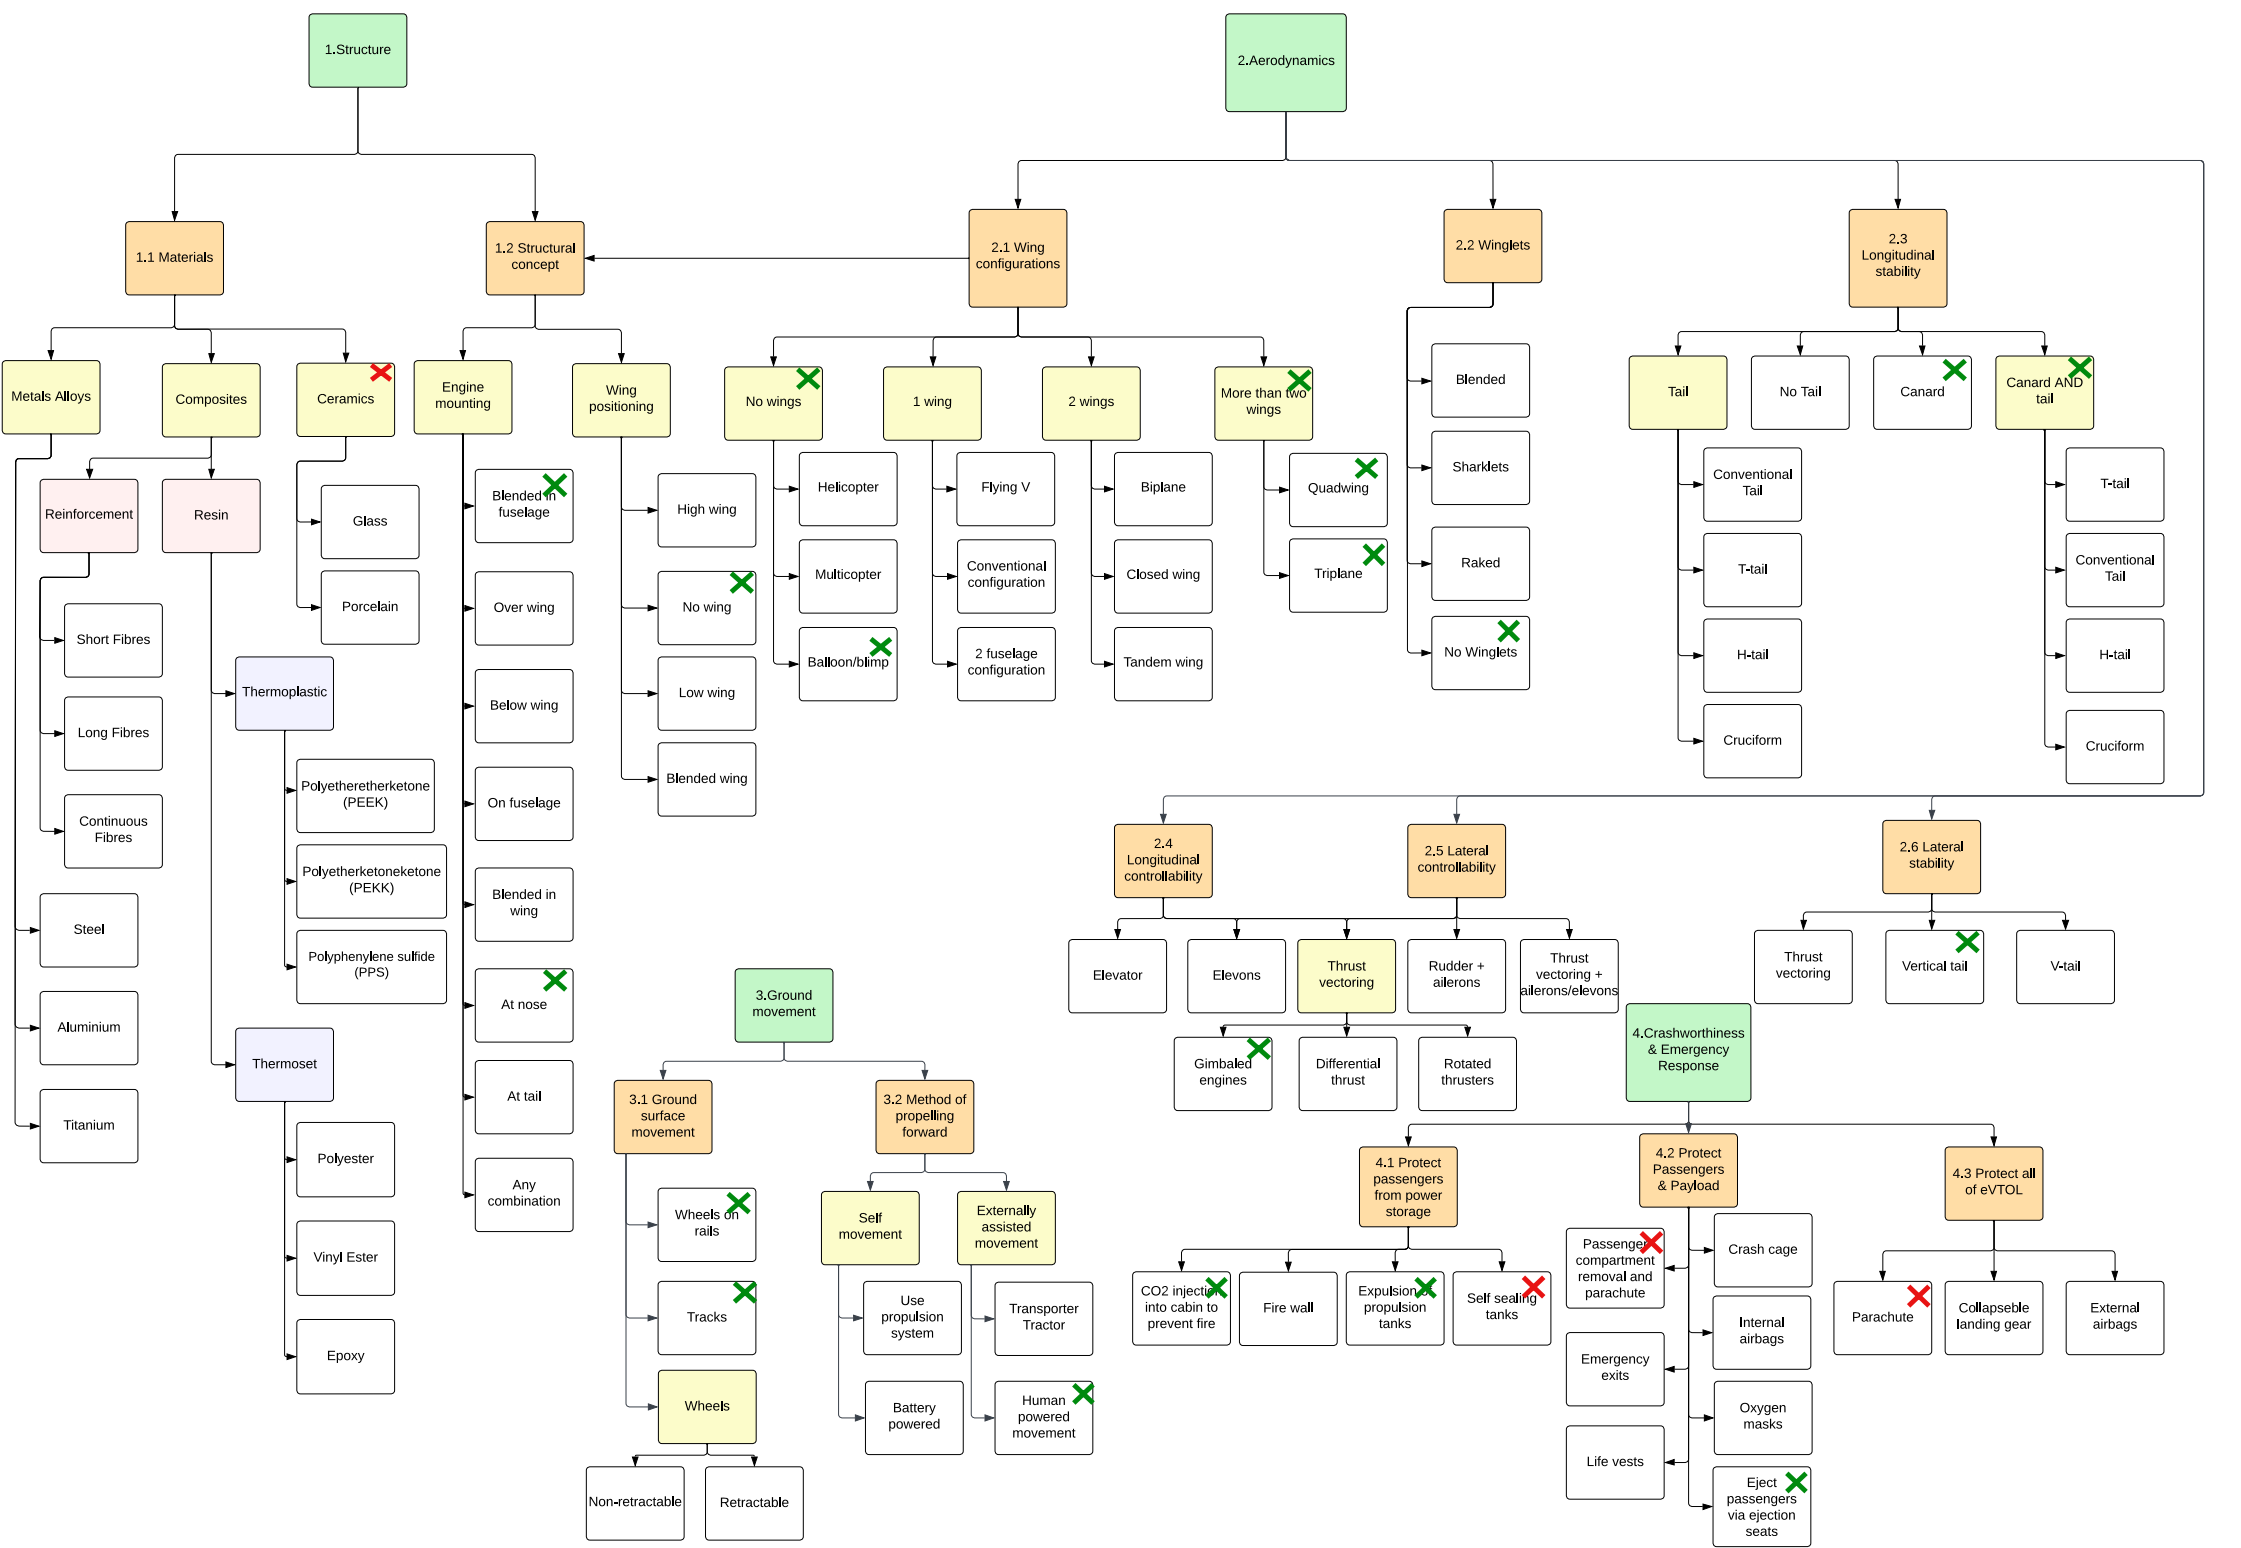 1.Structure
2.Aerodynamics
1.1 Materials
1.2 Structural
concept
2.1 Wing
configurations
2.2 Winglets
2.3
Longitudinal
stability
Metals Alloys
Composites
Ceramics
Engine
mounting
Wing
positioning
No wings
1 wing
2 wings
More than two
wings
Tail
No Tail
Canard
Canard AND
tail
Reinforcement
Resin
Glass
Porcelain
Short Fibres
Long Fibres
Continuous
Fibres
Steel
Aluminium
Titanium
Thermoplastic
Polyetheretherketone
(PEEK)
Polyetherketoneketone
(PEKK)
Polyphenylene sulfide
(PPS)
Thermoset
Polyester
Vinyl Ester
Epoxy
Blended in
fuselage
Over wing
Below wing
On fuselage
Blended in
wing
At nose
At tail
Any
combination
High wing
No wing
Low wing
Blended wing
Helicopter
Multicopter
Balloon/blimp
Flying V
Conventional
configuration
2 fuselage
configuration
Biplane
Closed wing
Tandem wing
Quadwing
Triplane
Blended
Sharklets
Raked
No Winglets
Conventional
Tail
T-tail
H-tail
Cruciform
T-tail
Conventional
Tail
H-tail
Cruciform
2.4
Longitudinal
controllability
2.5 Lateral
controllability
2.6 Lateral
stability
Elevator
Elevons
Thrust
vectoring
Rudder +
ailerons
Thrust
vectoring +
ailerons/elevons
Thrust
vectoring
Vertical tail
V-tail
Gimbaled
engines
Differential
thrust
Rotated
thrusters
3.Ground
movement
3.1 Ground
surface
movement
3.2 Method of
propelling
forward
Wheels on
rails
Tracks
Wheels
Non-retractable
Retractable
Self
movement
Externally
assisted
movement
Use
propulsion
system
Battery
powered
Transporter
Tractor
Human
powered
movement
4.Crashworthiness
& Emergency
Response
4.1 Protect
passengers
from power
storage
4.2 Protect
Passengers
& Payload
4.3 Protect all
of eVTOL
CO2 injection
into cabin to
prevent fire
Fire wall
Expulsion of
propulsion
tanks
Self sealing
tanks
Passenger
compartment
removal and
parachute
Emergency
exits
Life vests
Crash cage
Internal
airbags
Oxygen
masks
Eject
passengers
via ejection
seats
Parachute
Collapseble
landing gear
External
airbags